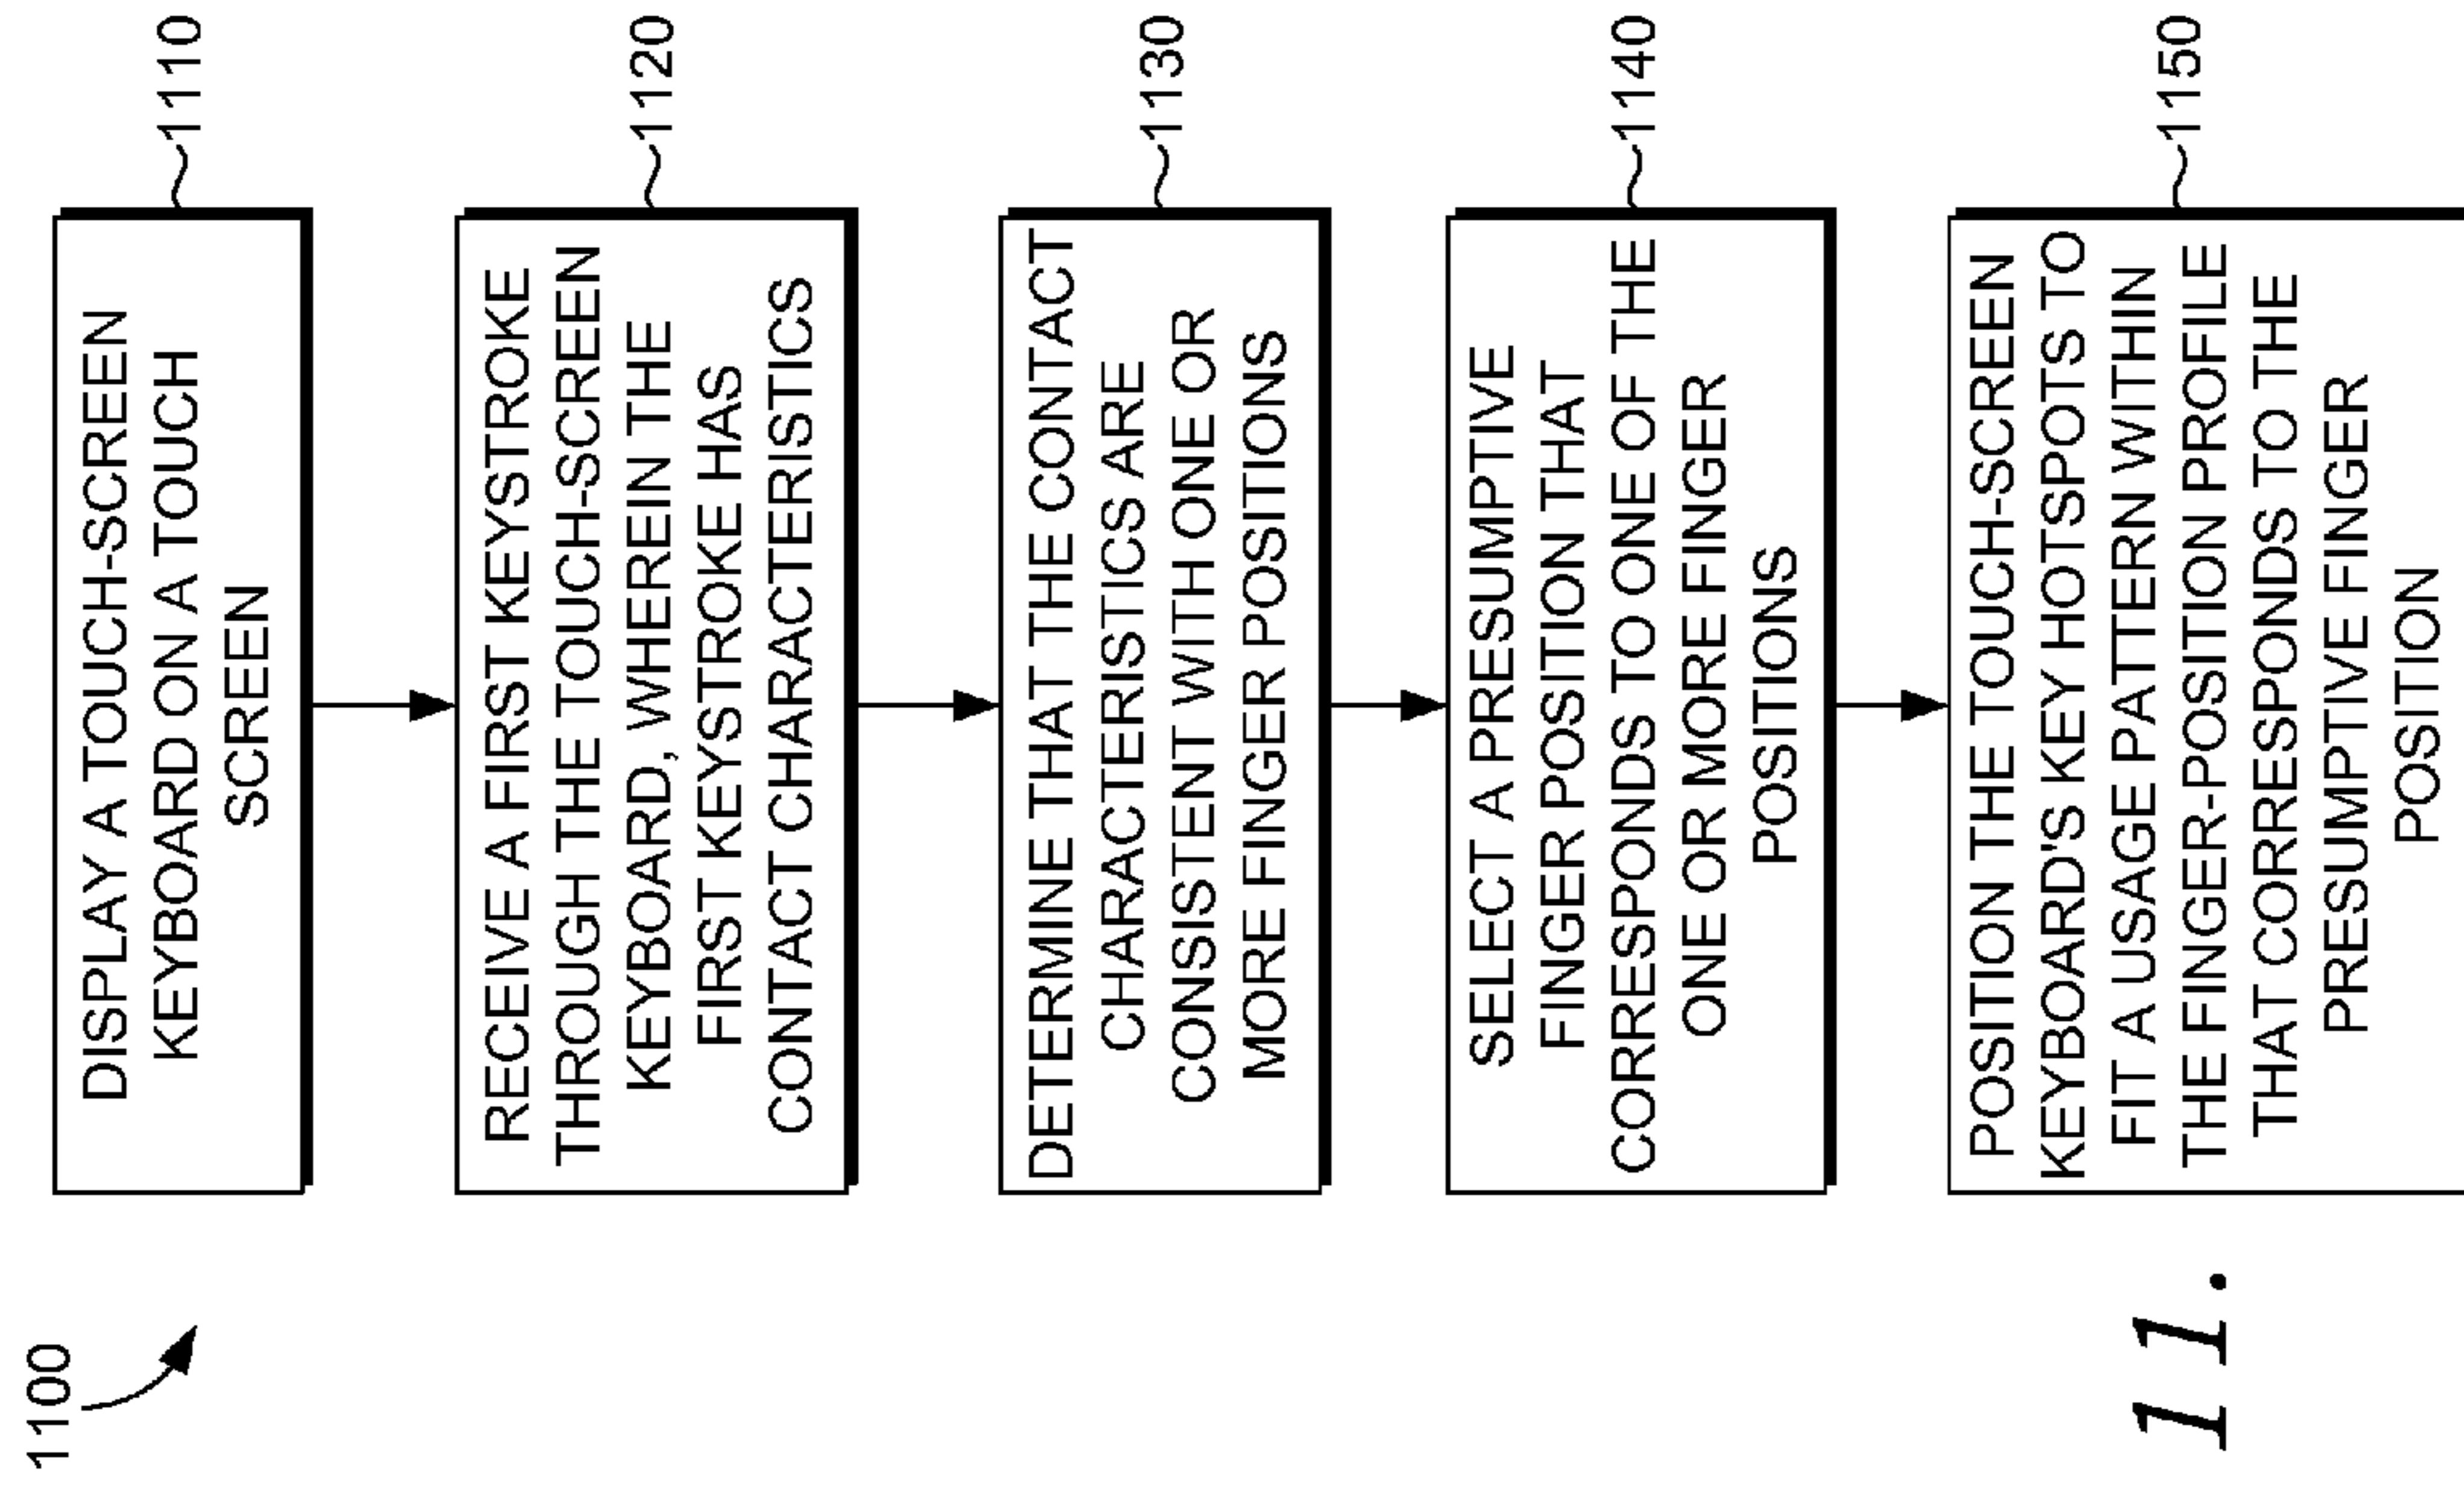 1100
DISPLAY A TOUCH-SCREEN
KEYBOARD ON A TOUCH
SCREEN
1110
RECEIVE A FIRST KEYSTROKE
THROUGH THE TOUCH-SCREEN
KEYBOARD, WHEREIN THE
FIRST KEYSTROKE HAS
CONTACT CHARACTERISTICS
1120
DETERMINE THAT THE CONTACT
CHARACTERISTICS ARE
CONSISTENT WITH ONE OR
MORE FINGER POSITIONS
1130
SELECT A PRESUMPTIVE
FINGER POSITION THAT
CORRESPONDS TO ONE OF THE
ONE OR MORE FINGER
POSITIONS
1140
POSITION THE TOUCH-SCREEN
KEYBOARD'S KEY HOTSPOTS TO
FIT A USAGE PATTERN WITHIN
THE FINGER-POSITION PROFILE
THAT CORRESPONDS TO THE
PRESUMPTIVE FINGER
POSITION
1150
11.